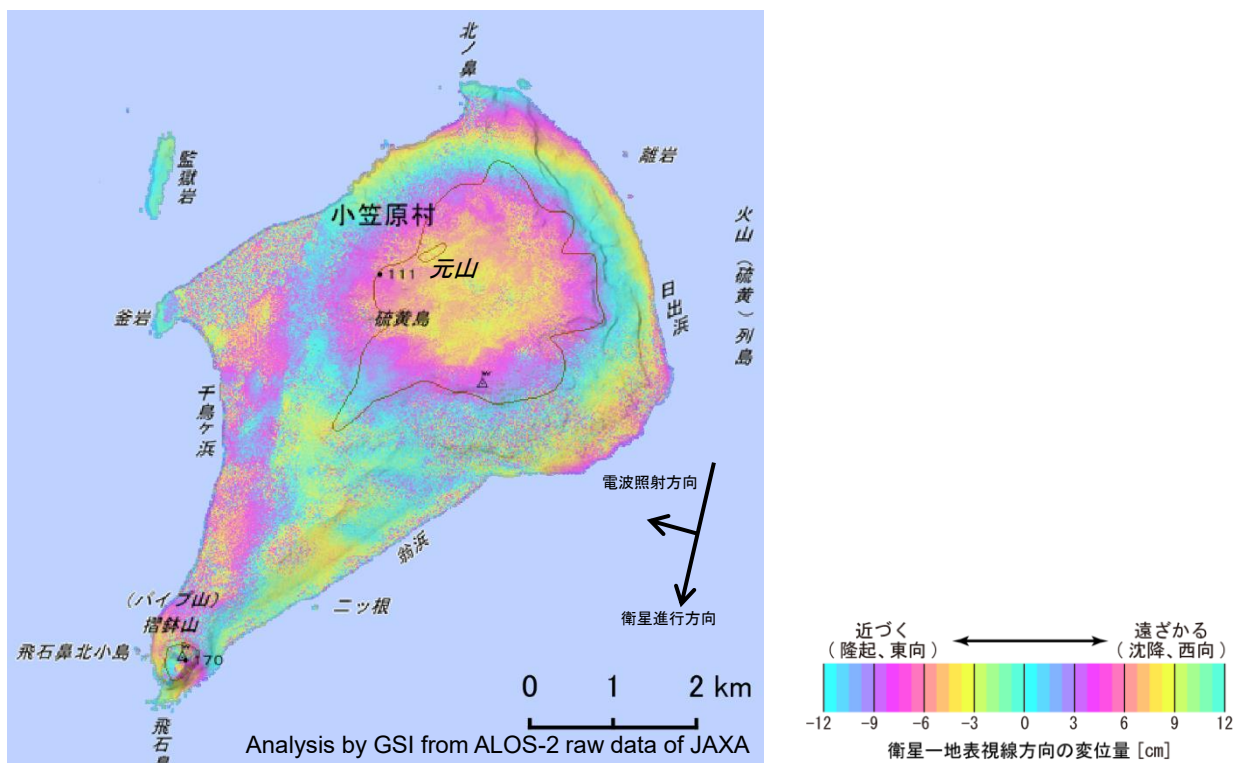 北ノ鼻
監獄岩
離岩
小笠原村
火山(硫黄)列島
元山
111
日出浜
釜岩
硫黄島
千鳥ヶ浜
電波照射方向
翁浜
(パイプ山)
二ッ根
摺鉢山
衛星進行方向
飛石鼻北小島
170
0 1 2 km
飛石鼻
Analysis by GSI from ALOS-2 raw data of JAXA
近づく
(隆起、東向)
遠ざかる
(沈降、西向)
-12 -9 -6 -3 0 3 6 9 12
衛星ー地表視線方向の変位量 [cm]